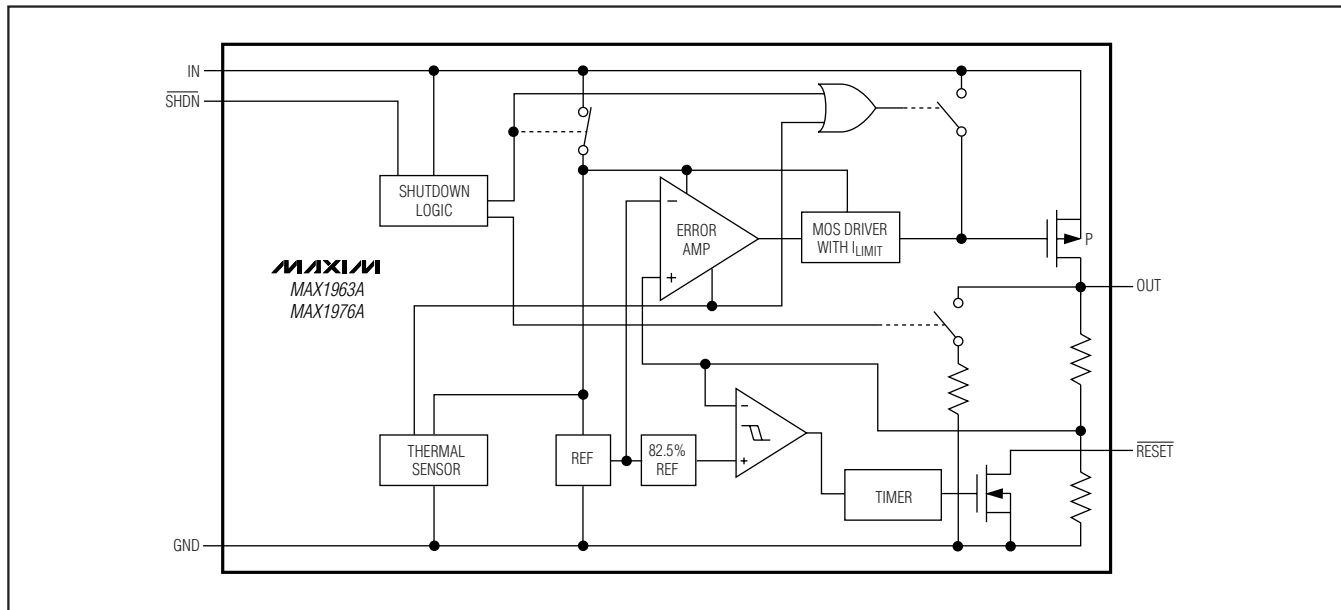 IN
SHDN
SHUTDOWN
LOGIC
−
ERROR
AMP
+
MOS DRIVER
WITH ILIMIT
P
MAXIM
MAX1963A
MAX1976A
OUT
−
+
THERMAL
SENSOR
REF
82.5%
REF
RESET
TIMER
GND